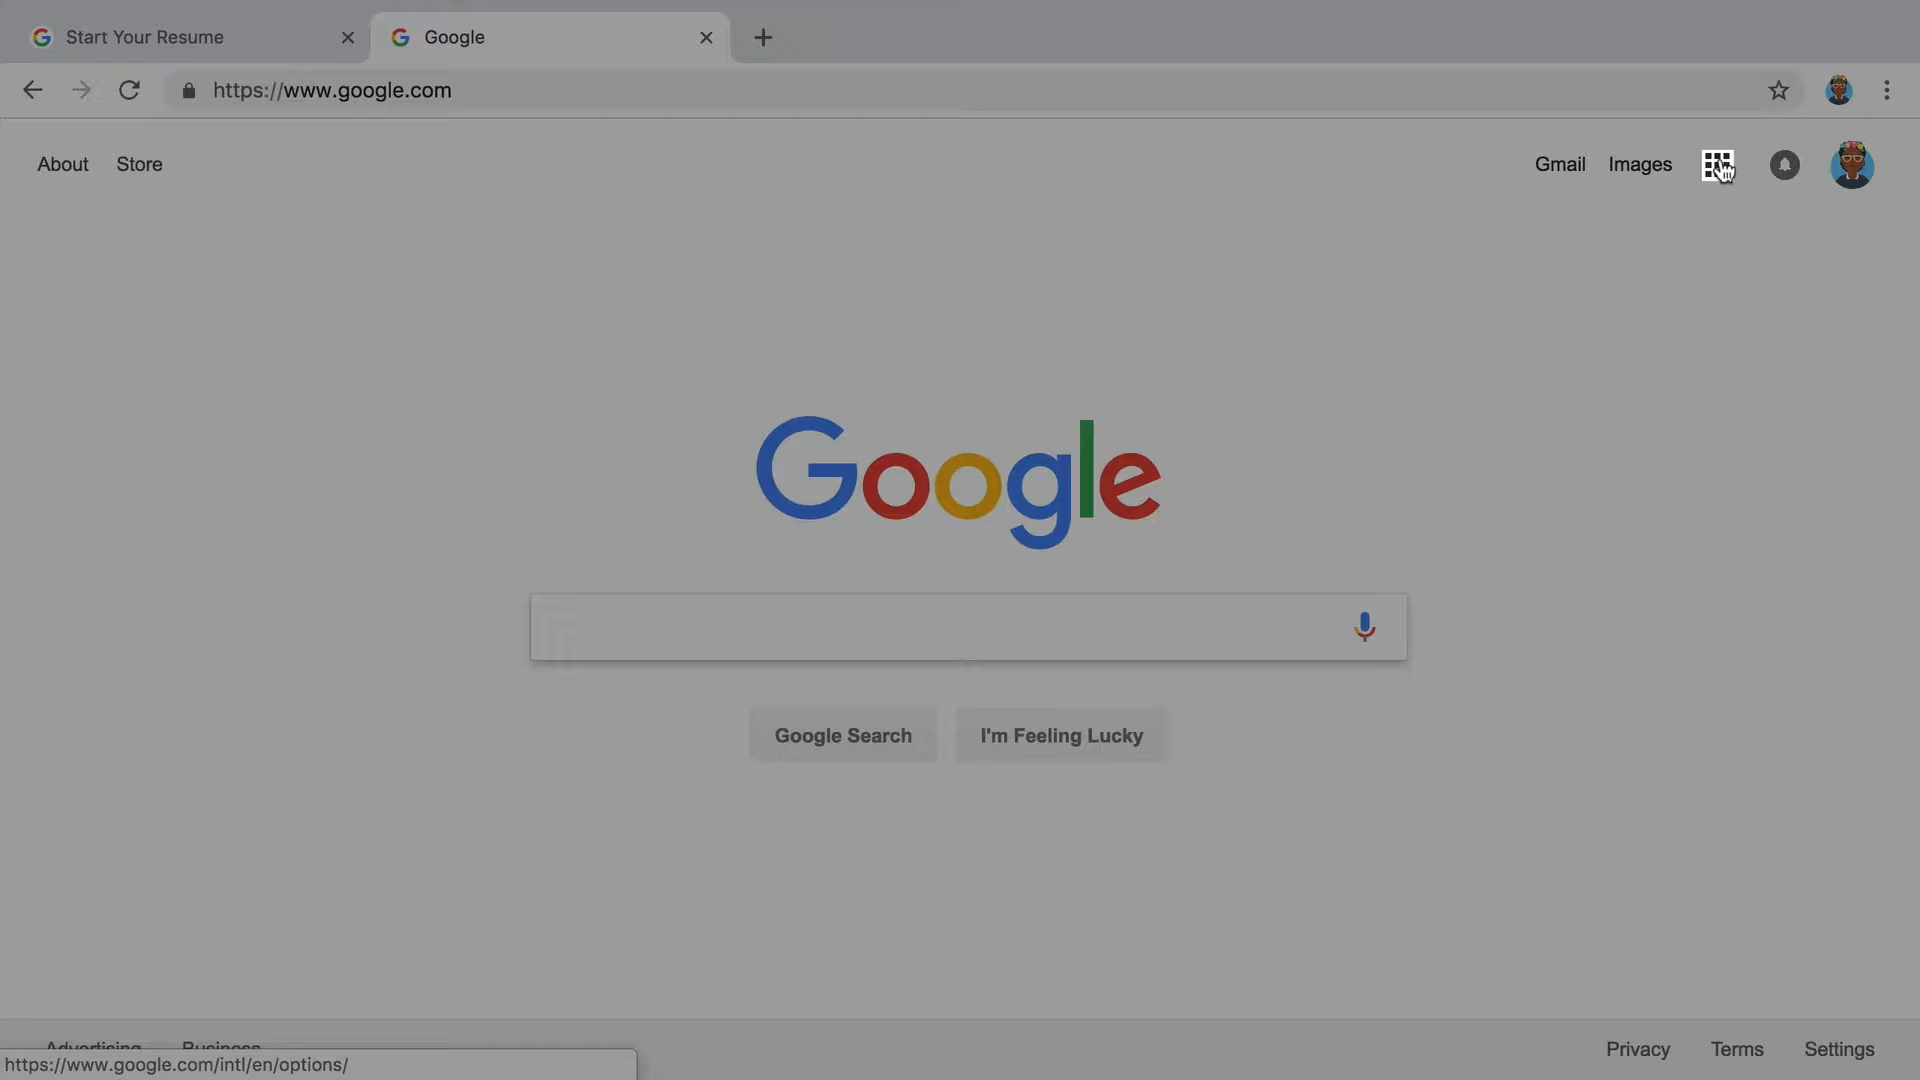 Start Your Resume
Google
https://www.google.com
About Store
Gmail Images
Google
Google Search I'm Feeling Lucky
Advertising Business
Privacy Terms Settings
https://www.google.com/intl/en/options/